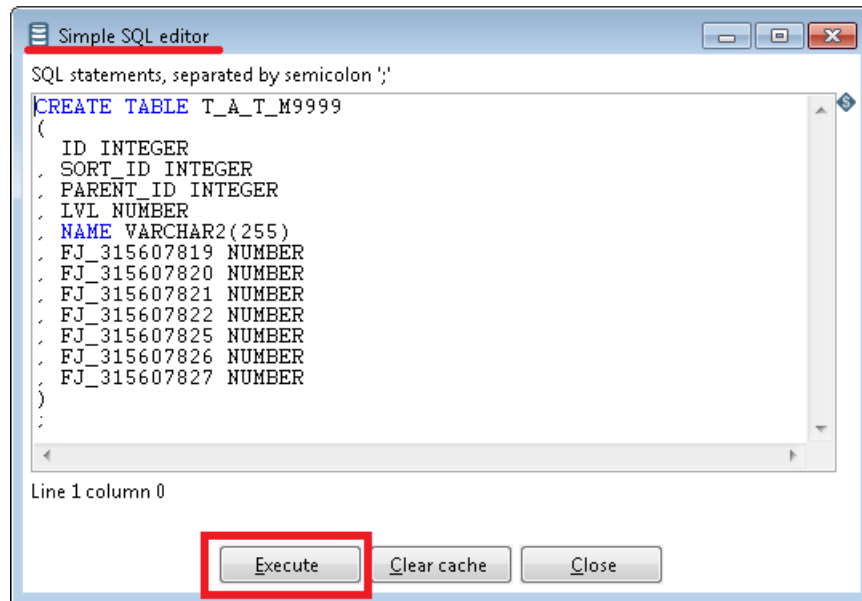 Simple SQL editor
SQL statements, separated by semicolon ';'
CREATE TABLE T_A_T_M9999
(
  ID INTEGER
, SORT_ID INTEGER
, PARENT_ID INTEGER
, LVL NUMBER
, NAME VARCHAR2(255)
, FJ_315607819 NUMBER
, FJ_315607820 NUMBER
, FJ_315607821 NUMBER
, FJ_315607822 NUMBER
, FJ_315607825 NUMBER
, FJ_315607826 NUMBER
, FJ_315607827 NUMBER
)
;
Line 1 column 0
Execute Clear cache Close